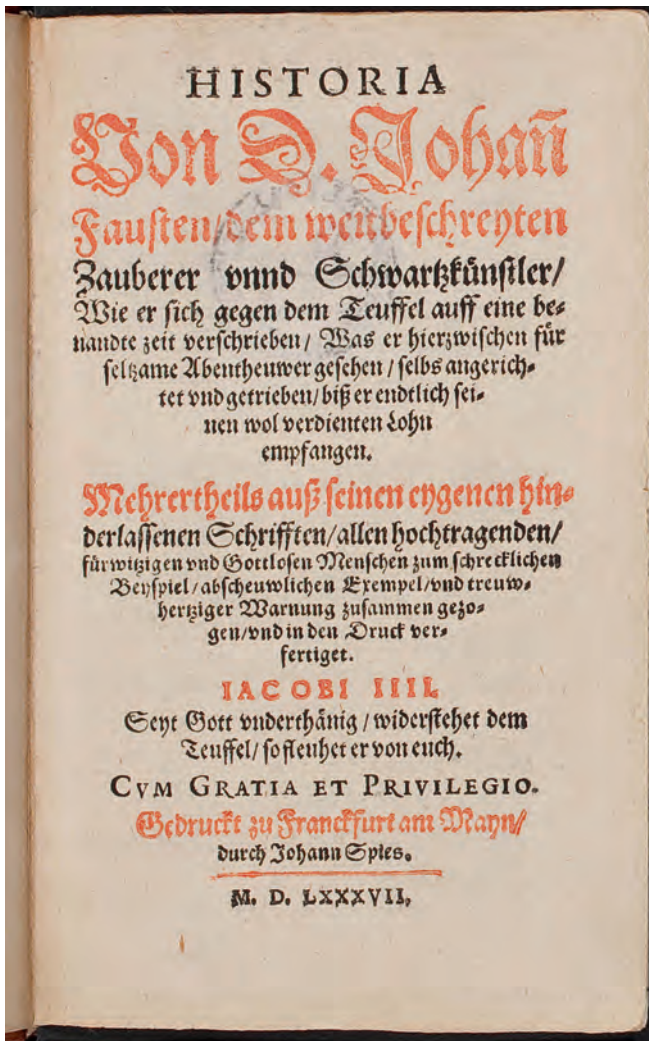 HISTORIA
Von D. Johañ
Fausten/dem weitbeschreyten
Zauberer vnnd Schwartzkünstler/
Wie er sich gegen dem Teuffel auff eine be⸗
nandte zeit verschrieben/ Was er hierzwischen für
seltzame Abentheuwer gesehen/ selbs angerich⸗
tet vnd getrieben/ biß er endtlich sei⸗
nen wol verdienten Lohn
empfangen.
Mehrertheils auß seinen eygenen hin⸗
derlassenen Schrifften/allen hochtragenden/
fürwitzigen vnd Gottlosen Menschen zum schrecklichen
Beyspiel/abscheuwlichen Exempel/vnd treuw⸗
hertziger Warnung zusammen gezo⸗
gen/vnd in den Druck ver⸗
fertiget.
IACOBI IIII.
Seyt Gott vnderthänig/widerstehet dem
Teuffel/ so fleuhet er von euch.
CVM GRATIA ET PRIVILEGIO.
Gedruckt zu Franckfurt am Mayn/
durch Johann Spies.
M. D. LXXXVII.